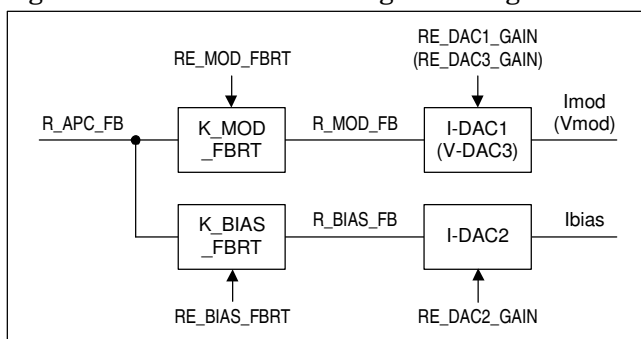 RE_DAC1_GAIN
(RE_DAC3_GAIN)
RE_MOD_FBRT
R_APC_FB
K_MOD
_FBRT
R_MOD_FB
I-DAC1
(V-DAC3)
Imod
(Vmod)
K_BIAS
_FBRT
R_BIAS_FB
I-DAC2
Ibias
RE_BIAS_FBRT
RE_DAC2_GAIN